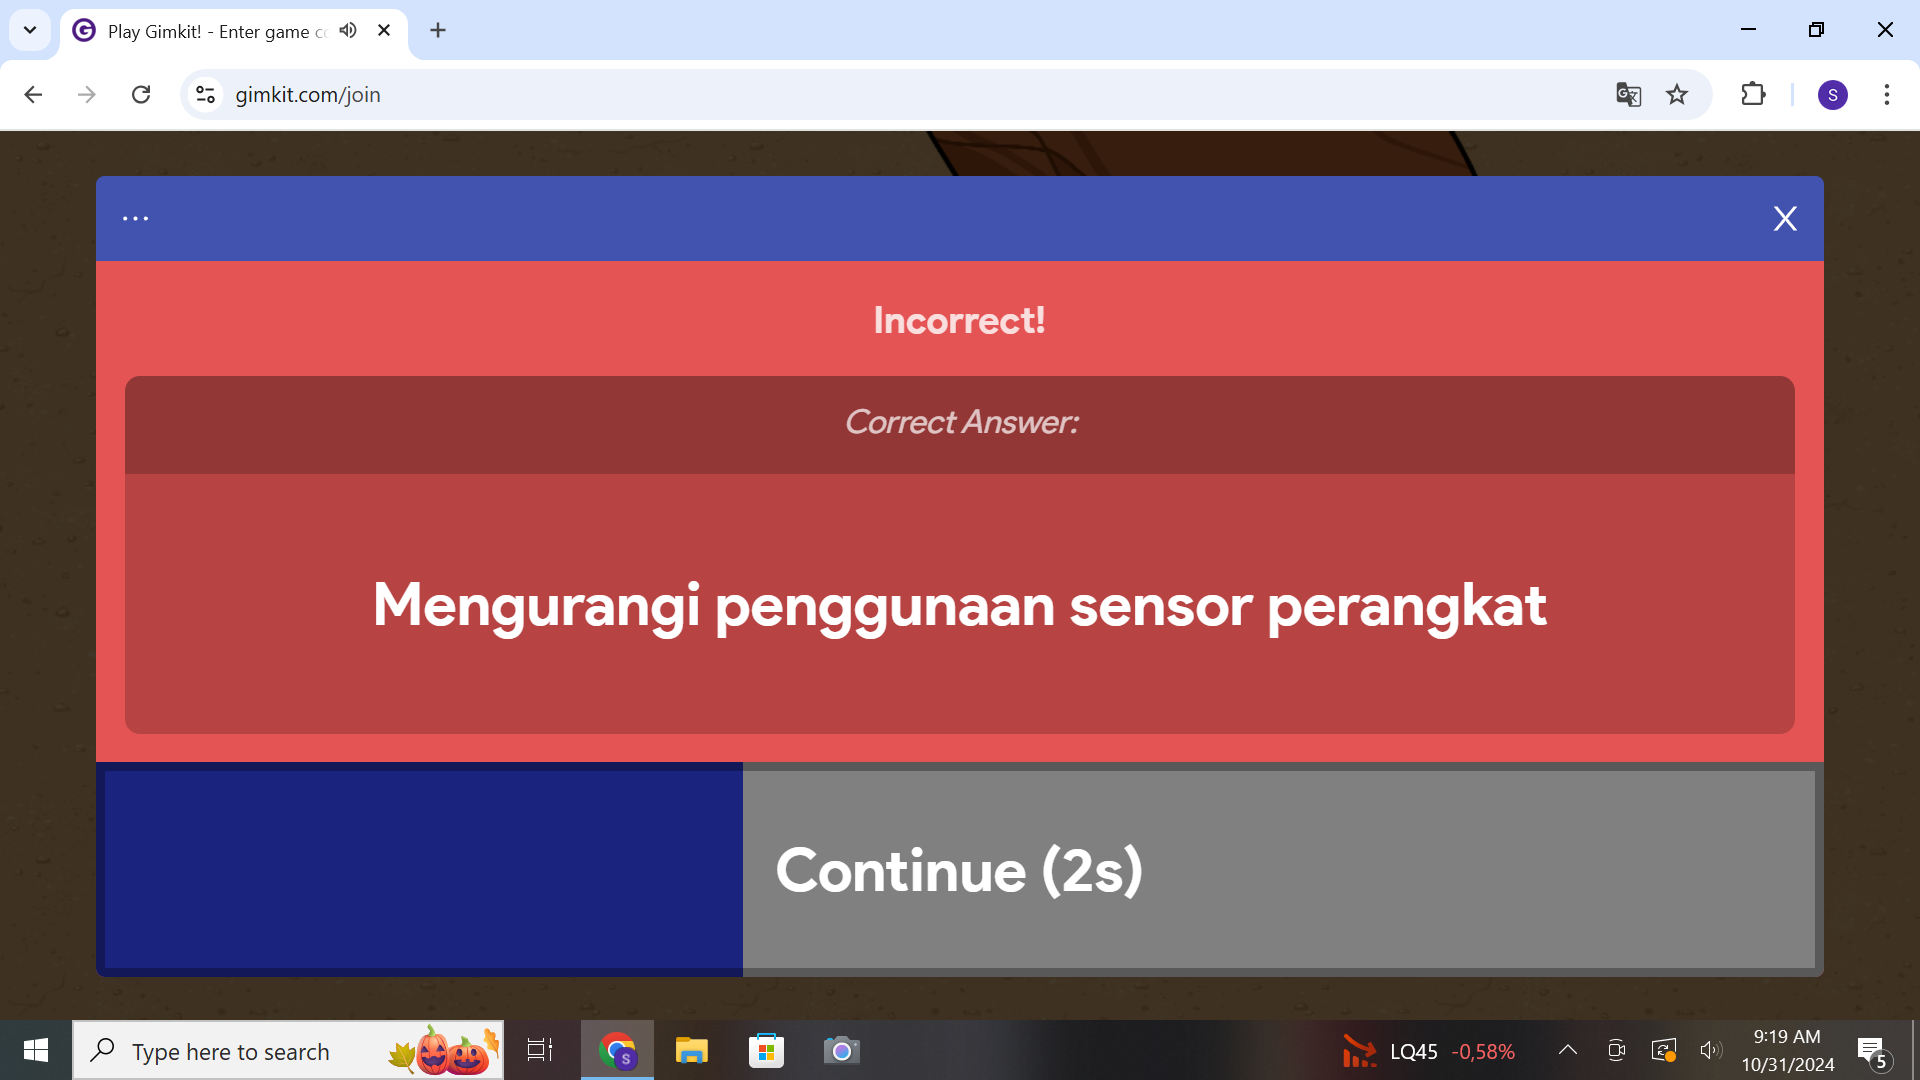 Play Gimkit! - Enter game co
gimkit.com/join
S
...
X
Incorrect!
Correct Answer:
Mengurangi penggunaan sensor perangkat
Continue (2s)
Type here to search
S
LQ45 -0,58%
9:19 AM
10/31/2024
5